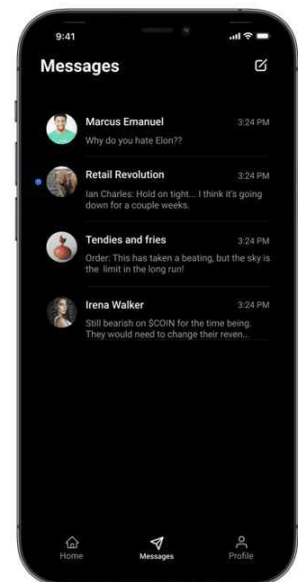 9:41
Messages
Marcus Emanuel 3:24 PM
Why do you hate Elon??
Retail Revolution 3:24 PM
Ian Charles: Hold on tight... I think it's going
down for a couple weeks.
Tendies and fries 3:24 PM
Order: This has taken a beating, but the sky is
the limit in the long run!
Irena Walker 3:24 PM
Still bearish on $COIN for the time being.
They would need to change their reven...
Home Messages Profile